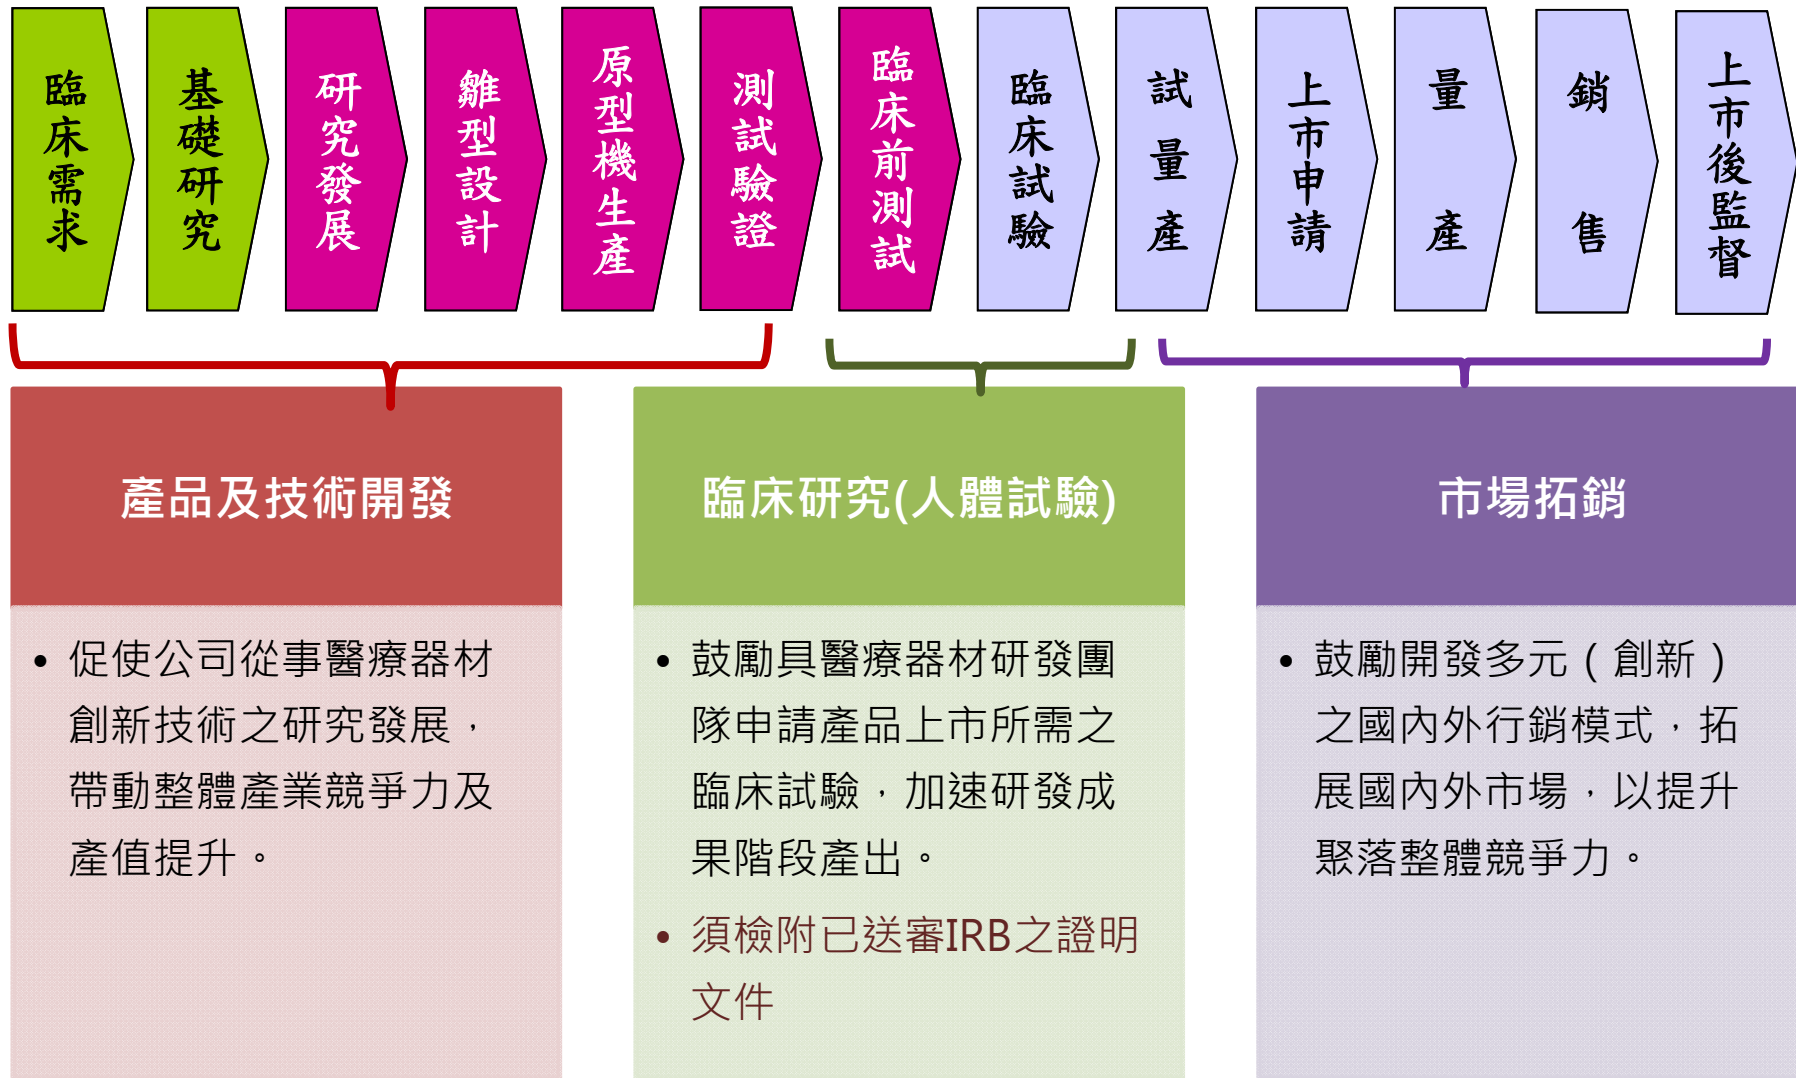 臨床需求
基礎研究
研究發展
雛型設計
原型機生產
測試驗證
臨床前測試
臨床試驗
試量產
上市申請
量產
銷售
上市後監督
產品及技術開發
• 促使公司從事醫療器材
創新技術之研究發展，
帶動整體產業競爭力及
產值提升。
臨床研究(人體試驗)
• 鼓勵具醫療器材研發團
隊申請產品上市所需之
臨床試驗，加速研發成
果階段產出。
• 須檢附已送審IRB之證明
文件
市場拓銷
• 鼓勵開發多元（創新）
之國內外行銷模式，拓
展國內外市場，以提升
聚落整體競爭力。